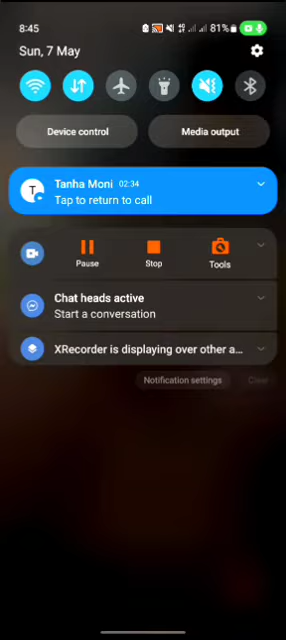 8:45
81%
Sun, 7 May
Device control
Media output
T
Tanha Moni 02:34
Tap to return to call
Pause
Stop
Tools
Chat heads active
Start a conversation
XRecorder is displaying over other a...
Notification settings
Clear